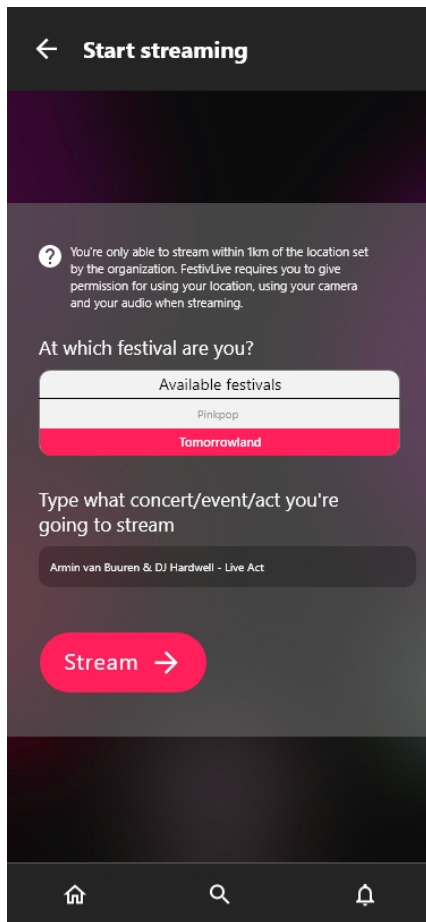 Start streaming
?
You're only able to stream within 1km of the location set
by the organization. FestivLive requires you to give
permission for using your location, using your camera
and your audio when streaming.
At which festival are you?
Available festivals
Pinkpop
Tomorrowland
Type what concert/event/act you're
going to stream
Armin van Buuren & DJ Hardwell - Live Act
Stream